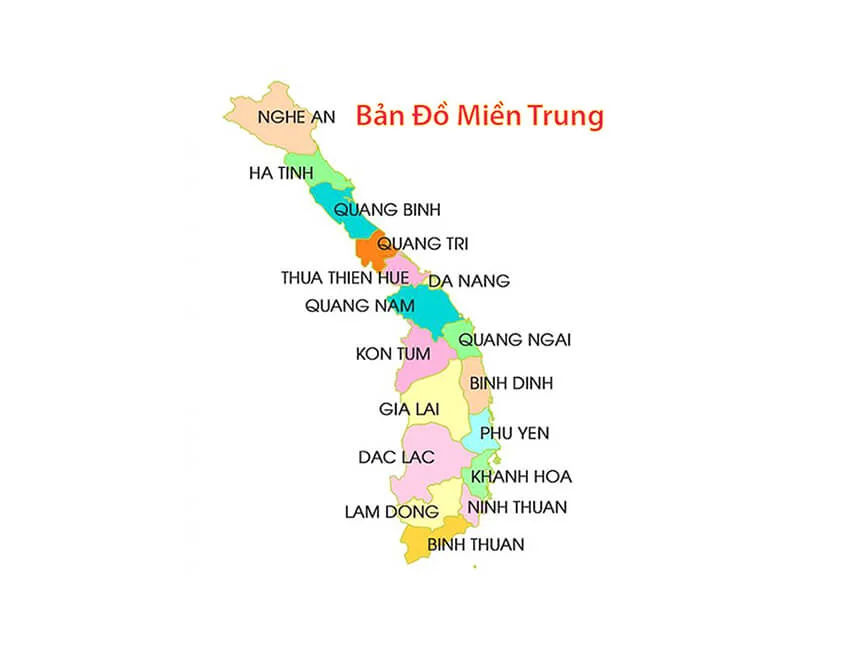 Bản Đồ Miền Trung
NGHE AN
HA TINH
QUANG BINH
QUANG TRI
THUA THIEN HUE
DA NANG
QUANG NAM
QUANG NGAI
KON TUM
BINH DINH
GIA LAI
PHU YEN
DAC LAC
KHANH HOA
LAM DONG
NINH THUAN
BINH THUAN